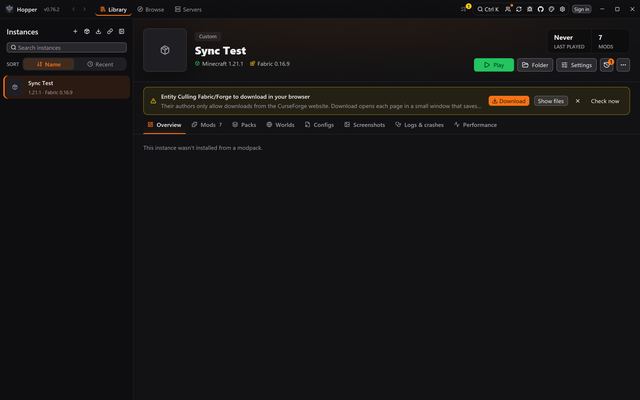 Hopper v0.76.2 Library Browse Servers 1 Ctrl K Sign in
Instances
Search instances
SORT Name Recent
Sync Test
1.21.1 · Fabric 0.16.9
Custom
Sync Test
Minecraft 1.21.1 Fabric 0.16.9
Never
LAST PLAYED
7
MODS
Play Folder Settings
Entity Culling Fabric/Forge to download in your browser
Their authors only allow downloads from the CurseForge website. Download opens each page in a small window that saves...
Download Show files Check now
Overview Mods 7 Packs Worlds Configs Screenshots Logs & crashes Performance
This instance wasn't installed from a modpack.